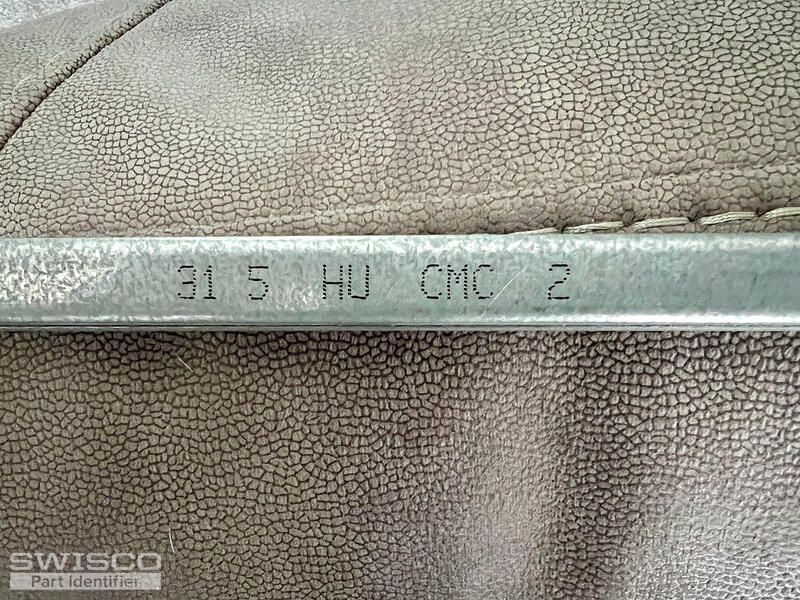 31 5 HU CMC 2
SWISCO
Part Identifier